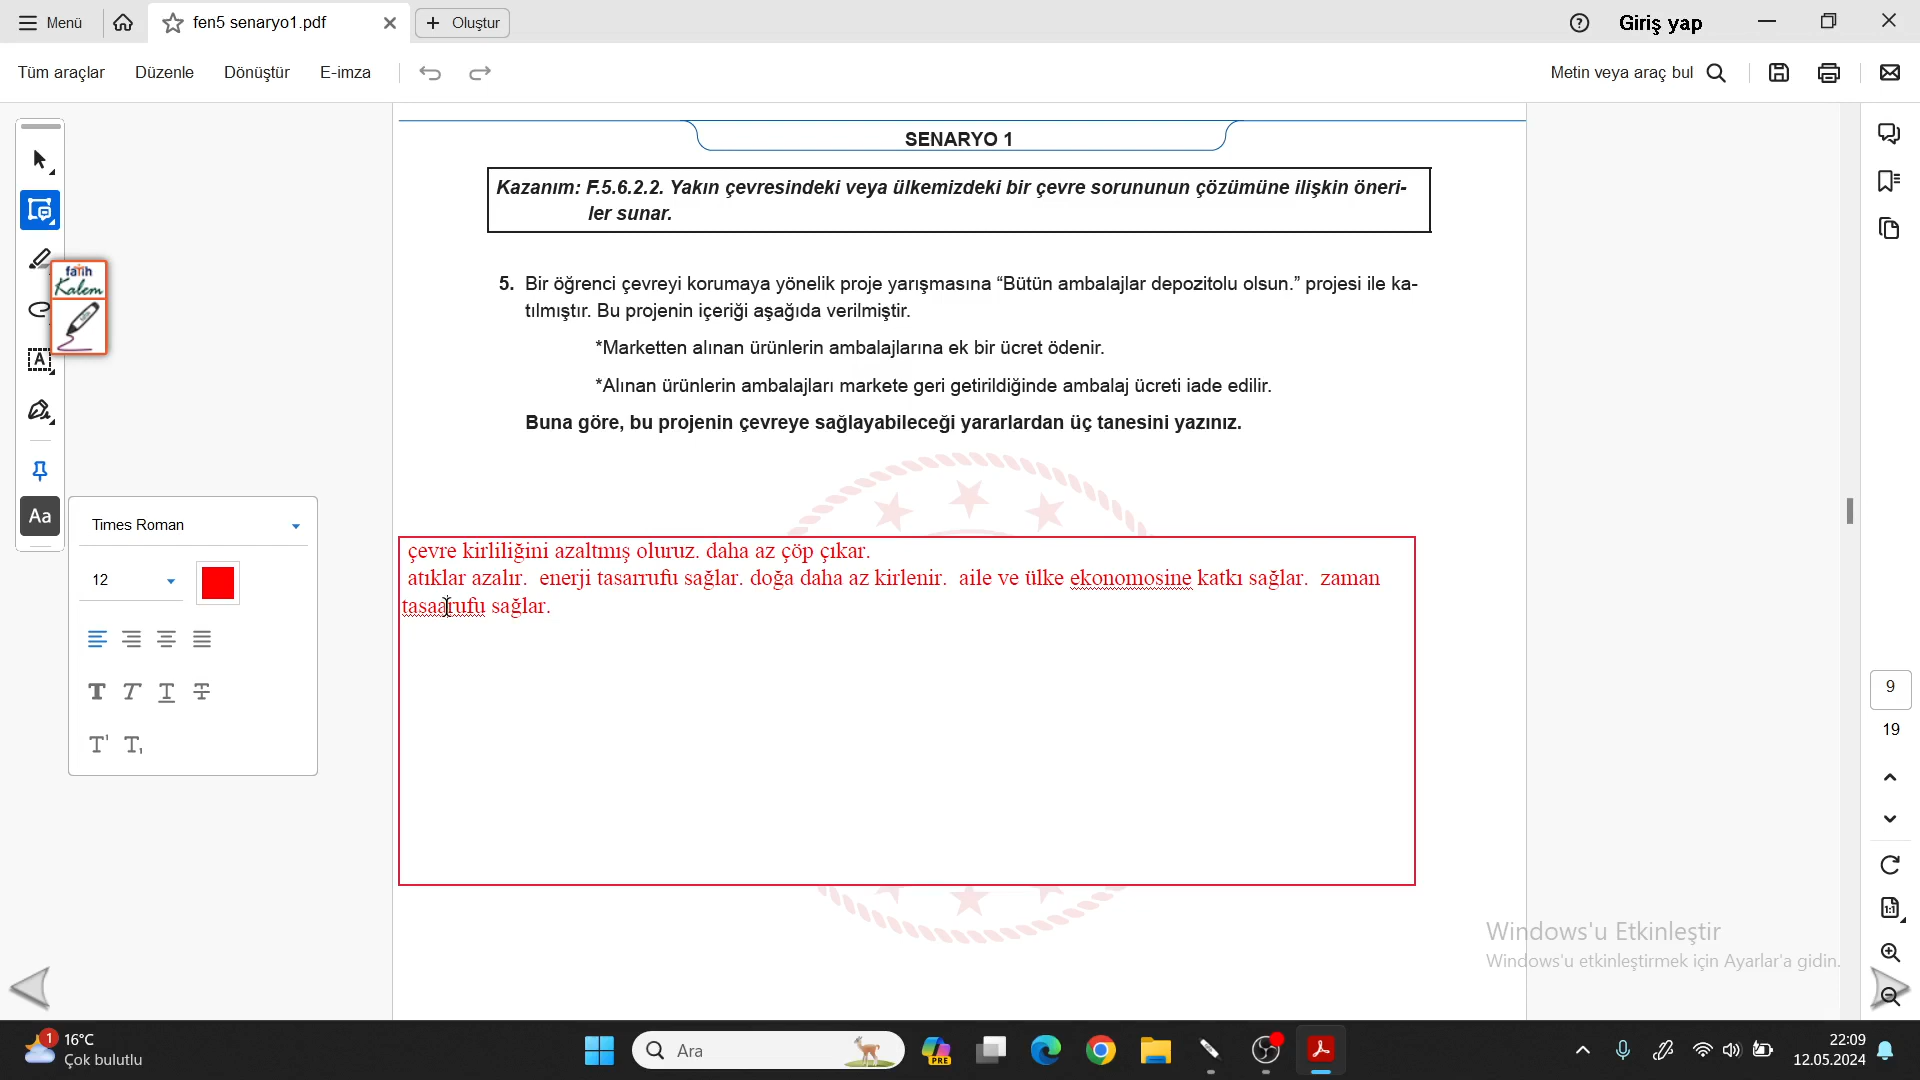 Menü
fen5 senaryo1.pdf
Oluştur
Giriş yap
Tüm araçlar Düzenle Dönüştür E-imza
Metin veya araç bul
SENARYO 1
Kazanım: F.5.6.2.2. Yakın çevresindeki veya ülkemizdeki bir çevre sorununun çözümüne ilişkin öneri-
ler sunar.
5. Bir öğrenci çevreyi korumaya yönelik proje yarışmasına “Bütün ambalajlar depozitolu olsun.” projesi ile ka-
tılmıştır. Bu projenin içeriği aşağıda verilmiştir.
*Marketten alınan ürünlerin ambalajlarına ek bir ücret ödenir.
*Alınan ürünlerin ambalajları markete geri getirildiğinde ambalaj ücreti iade edilir.
Buna göre, bu projenin çevreye sağlayabileceği yararlardan üç tanesini yazınız.
fatih
Kalem
A
Aa
Times Roman
12
çevre kirliliğini azaltmış oluruz. daha az çöp çıkar.
atıklar azalır. enerji tasarrufu sağlar. doğa daha az kirlenir. aile ve ülke ekonomosine katkı sağlar. zaman
tasaarufu sağlar.
9
19
1:1
Windows'u Etkinleştir
Windows'u etkinleştirmek için Ayarlar'a gidin.
1
16°C
Çok bulutlu
Ara
PRE
22:09
12.05.2024